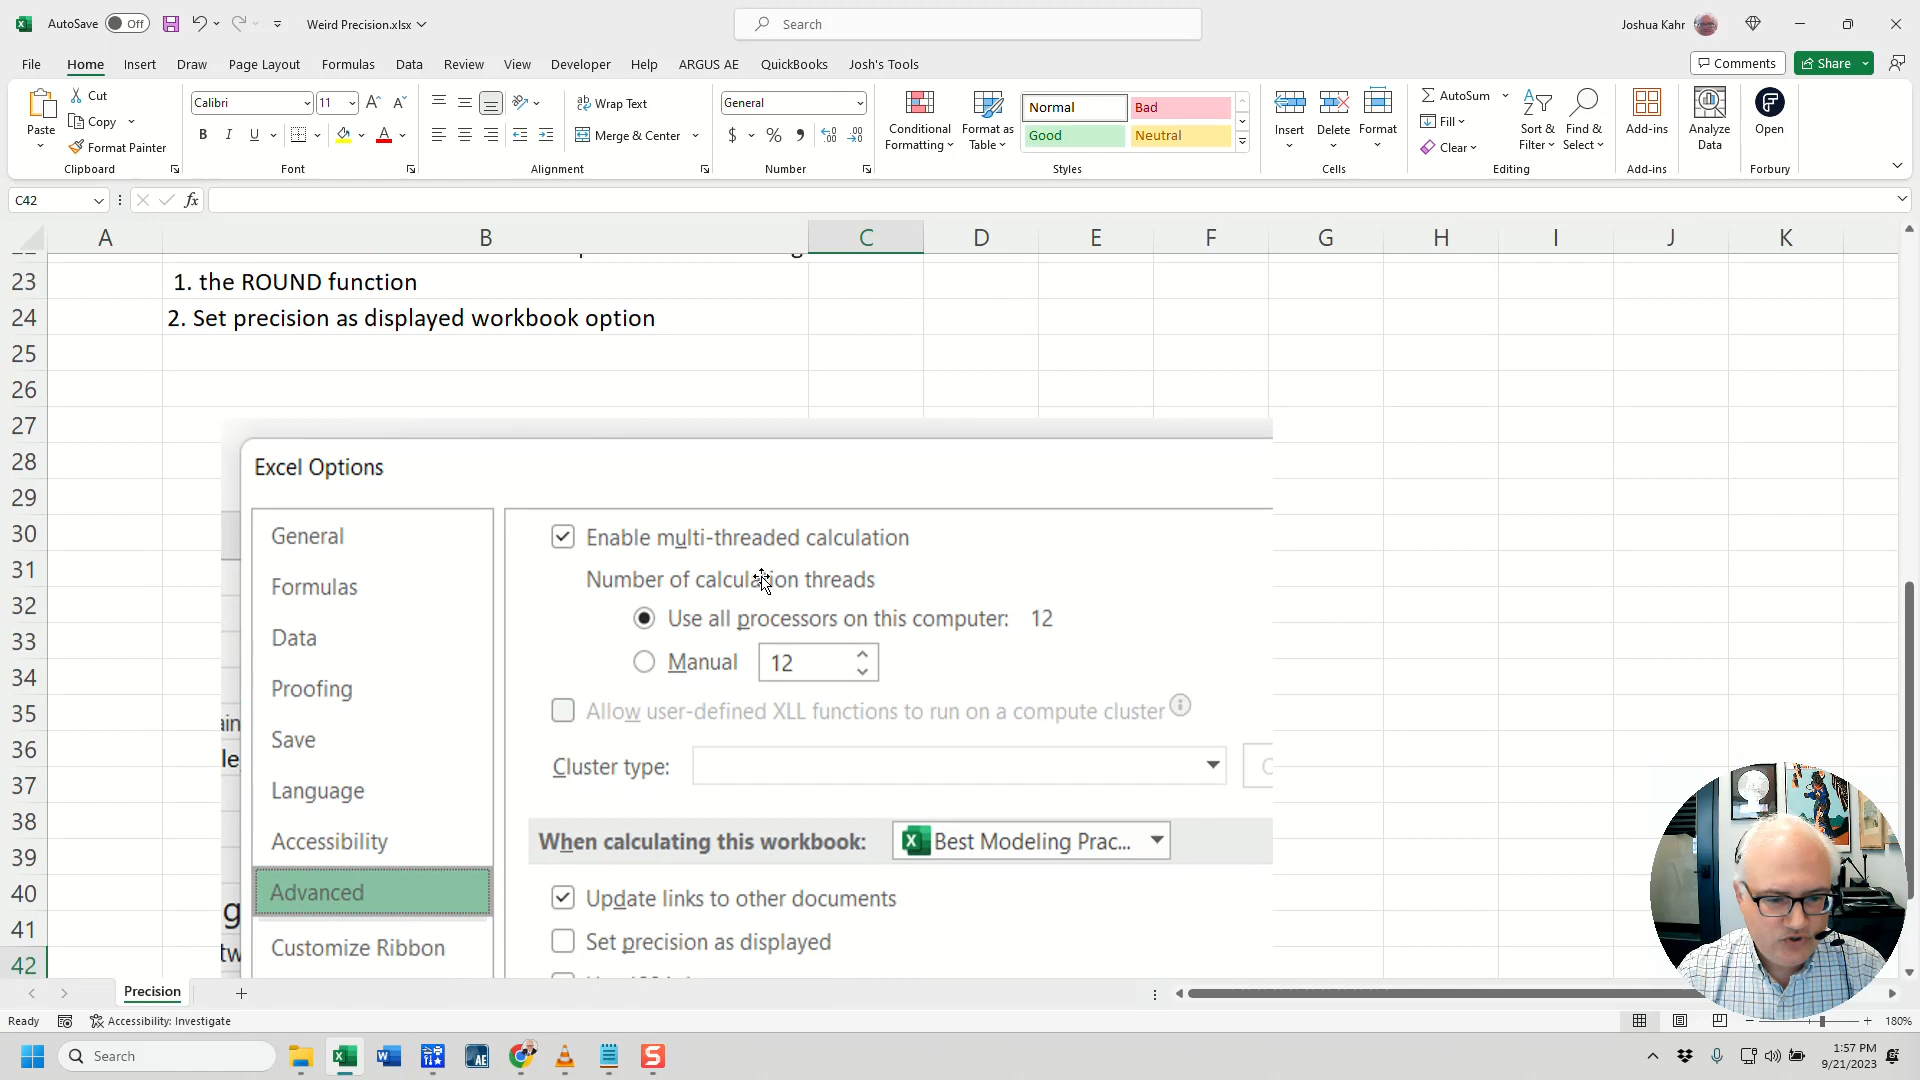 AutoSave Off Weird Precision.xlsx Search Joshua Kahr
File Home Insert Draw Page Layout Formulas Data Review View Developer Help ARGUS AE QuickBooks Josh's Tools Comments Share
Paste Cut Copy Format Painter Clipboard
Calibri 11 B I U Font
Wrap Text Merge & Center Alignment
General $ % Number
Conditional Formatting Format as Table Normal Bad Good Neutral Styles
Insert Delete Format Cells
AutoSum Fill Clear Sort & Filter Find & Select Editing
Add-ins Add-ins
Analyze Data
Open Forbury
C42 fx
A B C D E F G H I J K
23 1. the ROUND function
24 2. Set precision as displayed workbook option
25
26
27
28 Excel Options
29
30 General Enable multi-threaded calculation
31 Formulas Number of calculation threads
32 Use all processors on this computer: 12
33 Data
34 Proofing Manual 12
35 Allow user-defined XLL functions to run on a compute cluster
36 Save Cluster type:
37 Language
38 When calculating this workbook: Best Modeling Prac...
39 Accessibility
40 Advanced Update links to other documents
41 Set precision as displayed
42 Customize Ribbon
Precision
Ready Accessibility: Investigate 180%
Search 1:57 PM
9/21/2023